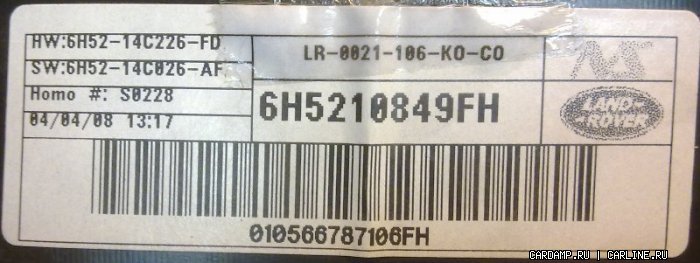 HW:6H52-14C226-FD
SW:6H52-14C026-AF
Homo #: S0228
04/04/08 13:17
LR-0021-106-KO-CO
6H5210849FH
LAND-
ROVER
010566787106FH
CARDAMP.RU | CARLINE.RU